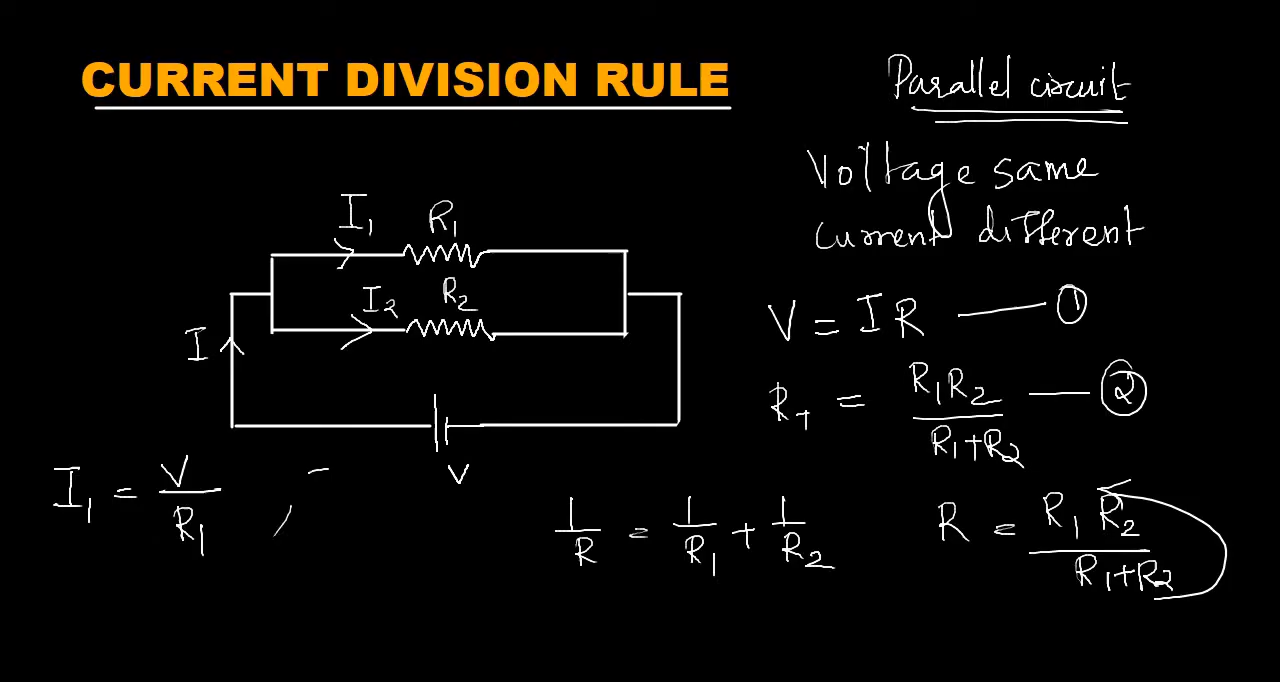 CURRENT DIVISION RULE
Parallel circuit
Voltage same
current different
I₁ R₁
I₂ R₂
I
V
V = IR — ①
R_T = R₁R₂ / R₁+R₂ — ②
I₁ = V / R₁ ,
1/R = 1/R₁ + 1/R₂
R = R₁ R₂ / R₁+R₂